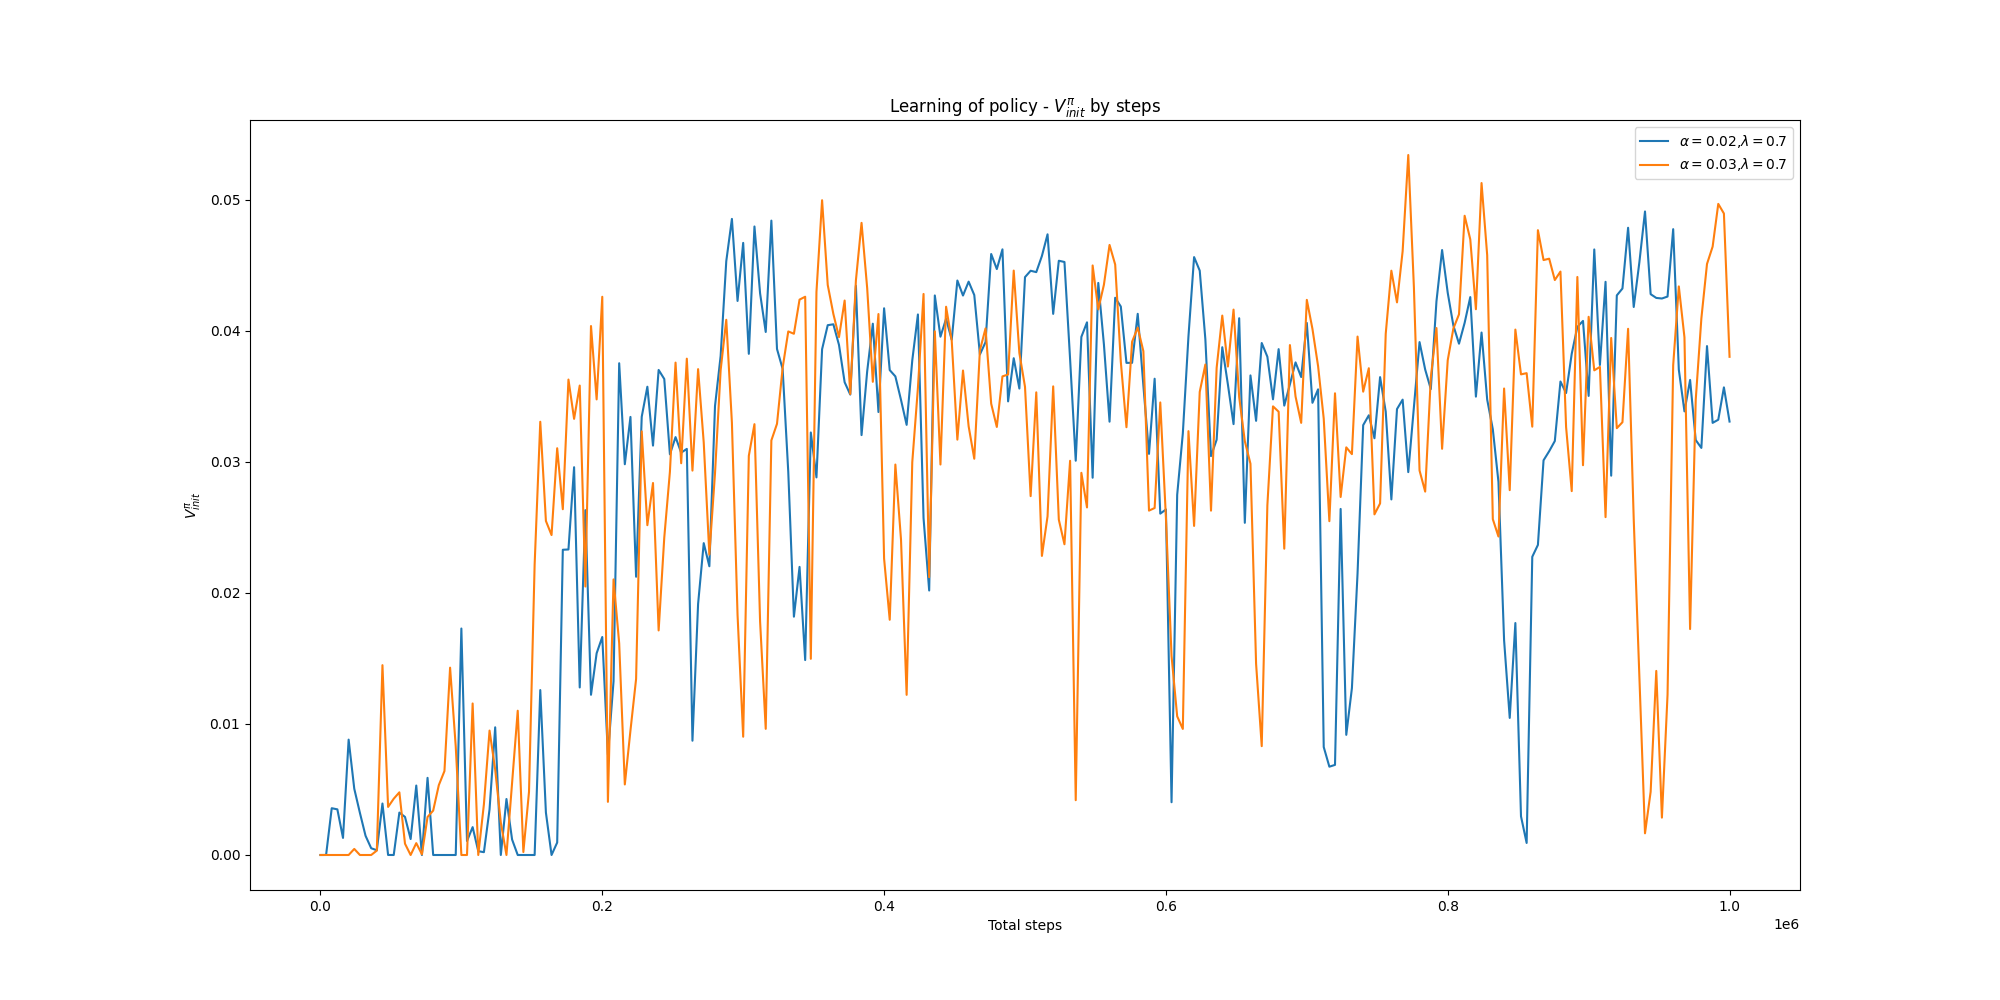 Learning of policy - $V^{\pi}_{init}$ by steps
α = 0.02,λ = 0.7
α = 0.03,λ = 0.7
$V^{\pi}_{init}$
0.05
0.04
0.03
0.02
0.01
0.00
0.0 0.2 0.4 0.6 0.8 1.0
Total steps
1e6